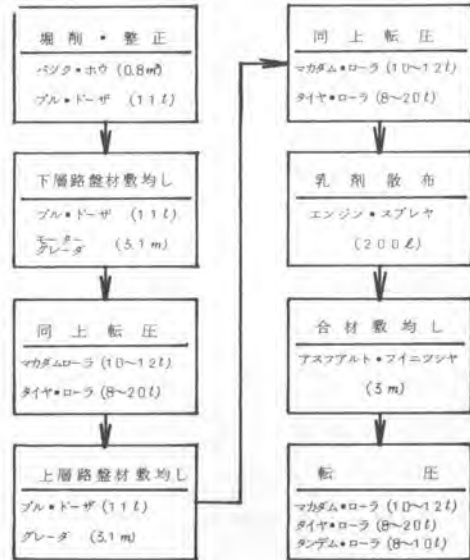 堀削・整正
バツク・ホウ (0.8㎥)
ブル・ドーザ (11t)
下層路盤材敷均し
ブル・ドーザ (11t)
モーター
グレーダ (3.1m)
同上転圧
マカダムローラ (10~12t)
タイヤ・ローラ (8~20t)
上層路盤材敷均し
ブル・ドーザ (11t)
グレーダ (3.1m)
同上転圧
マカダム・ローラ (10~12t)
タイヤ・ローラ (8~20t)
乳剤散布
エンジン・スプレヤ
(200ℓ)
合材敷均し
アスフアルト・フイニツシヤ
(3m)
転圧
マカダム・ローラ (10~12t)
タイヤ・ローラ (8~20t)
タンデム・ローラ (8~10t)